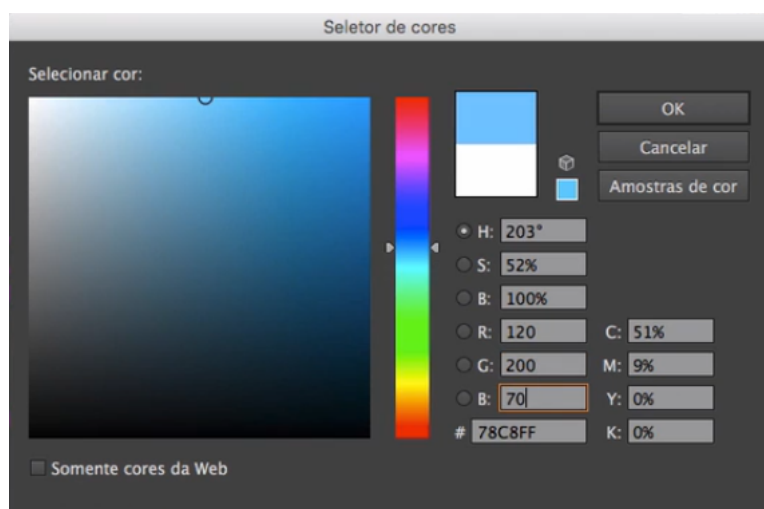 Seletor de cores
Selecionar cor:
OK
Cancelar
Amostras de cor
H: 203°
S: 52%
B: 100%
R: 120 C: 51%
G: 200 M: 9%
B: 70 Y: 0%
# 78C8FF K: 0%
Somente cores da Web